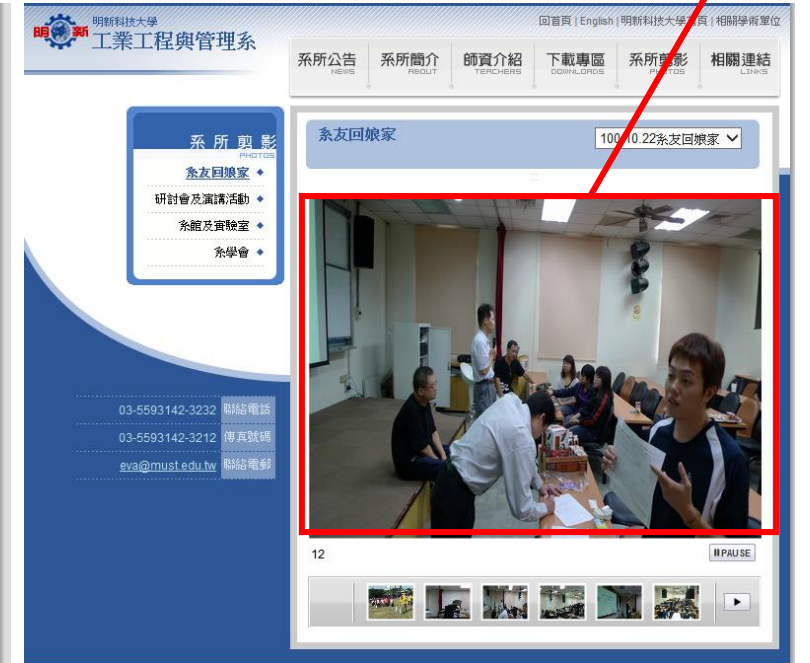 明新
明新科技大學
工業工程與管理系
回首頁 | English | 明新科技大學首頁 | 相關學術單位
系所公告 系所簡介 師資介紹 下載專區 系所剪影 相關連結
NEWS ABOUT TEACHERS DOWNLOADS PHOTOS LINKS
系所剪影
PHOTOS
系友回娘家
研討會及演講活動
系館及實驗室
系學會
系友回娘家
10.22系友回娘家
03-5593142-3232 聯絡電話
03-5593142-3212 傳真號碼
eva@must.edu.tw 聯絡電郵
12
PAUSE